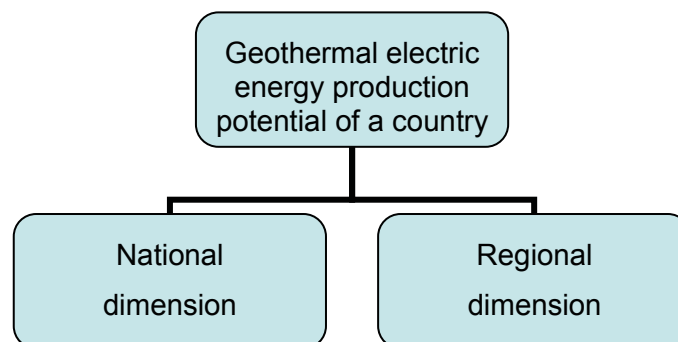 Geothermal electric
energy production
potential of a country
National
dimension
Regional
dimension